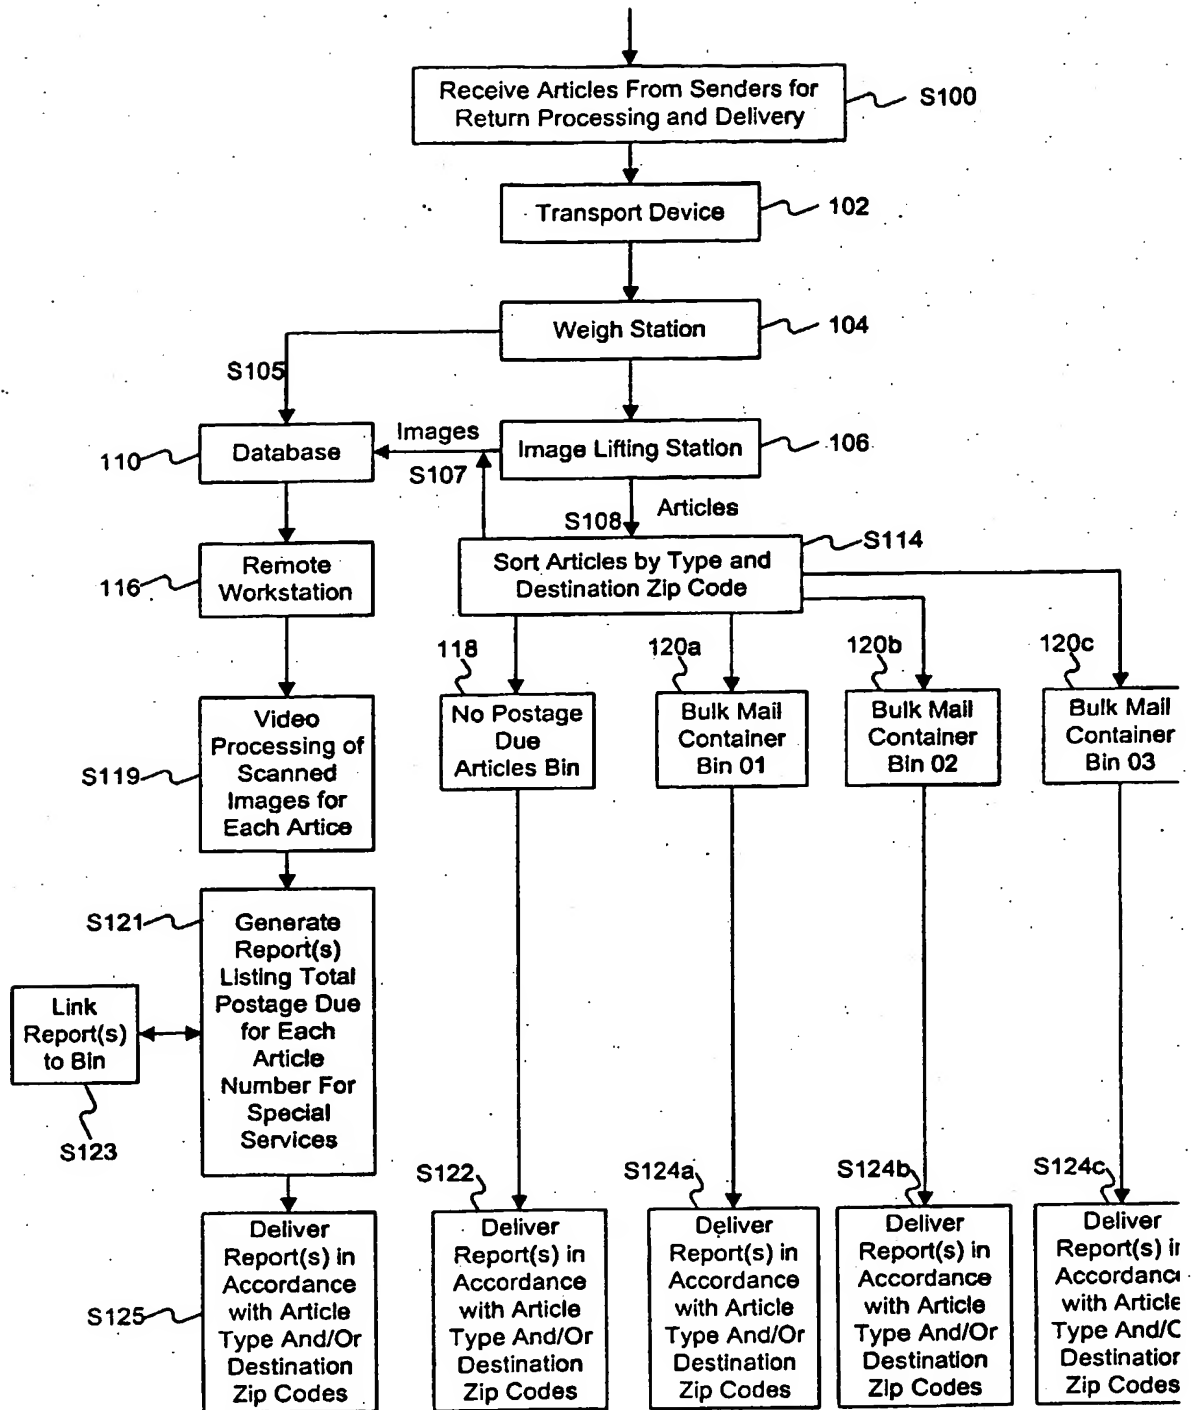 Receive Articles From Senders for
Return Processing and Delivery
S100
Transport Device
102
Weigh Station
104
S105
Images
Image Lifting Station
106
110
Database
S107
Articles
S108
S114
Sort Articles by Type and
Destination Zip Code
116
Remote
Workstation
118
120a
120b
120c
No Postage
Due
Articles Bin
Bulk Mail
Container
Bin 01
Bulk Mail
Container
Bin 02
Bulk Mail
Container
Bin 03
S119
Video
Processing of
Scanned
Images for
Each Artice
S121
Generate
Report(s)
Listing Total
Postage Due
for Each
Article
Number For
Special
Services
Link
Report(s)
to Bin
S123
S122
S124a
S124b
S124c
S125
Deliver
Report(s) in
Accordance
with Article
Type And/Or
Destination
Zip Codes
Deliver
Report(s) in
Accordance
with Article
Type And/Or
Destination
Zip Codes
Deliver
Report(s) in
Accordance
with Article
Type And/Or
Destination
Zip Codes
Deliver
Report(s) in
Accordance
with Article
Type And/Or
Destination
Zip Codes
Deliver
Report(s)
with Article
Type
Zip Codes